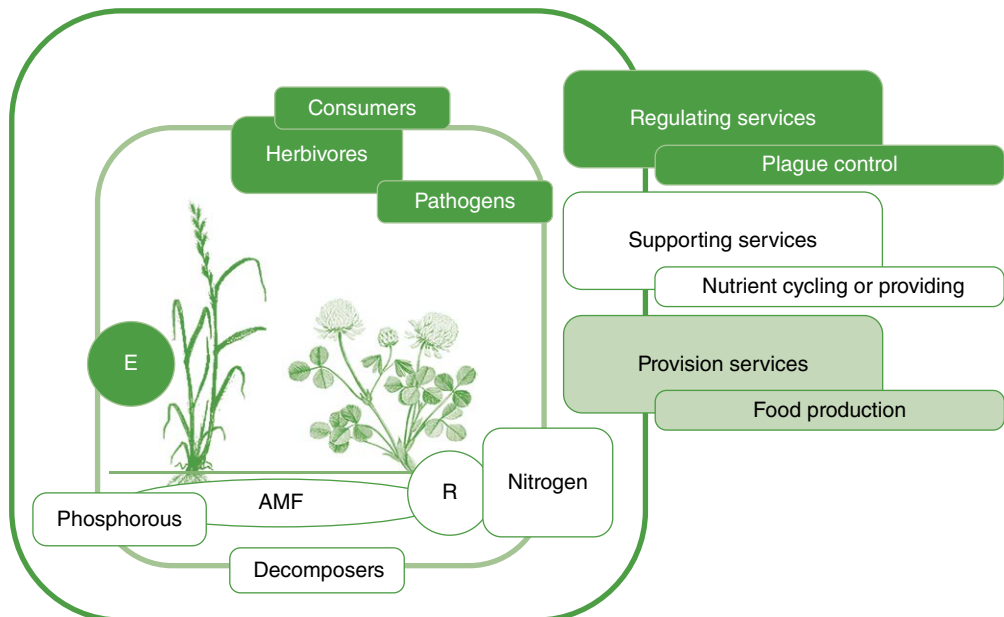 Consumers
Herbivores
Pathogens
E
AMF
R
Nitrogen
Phosphorous
Decomposers
Regulating services
Plague control
Supporting services
Nutrient cycling or providing
Provision services
Food production